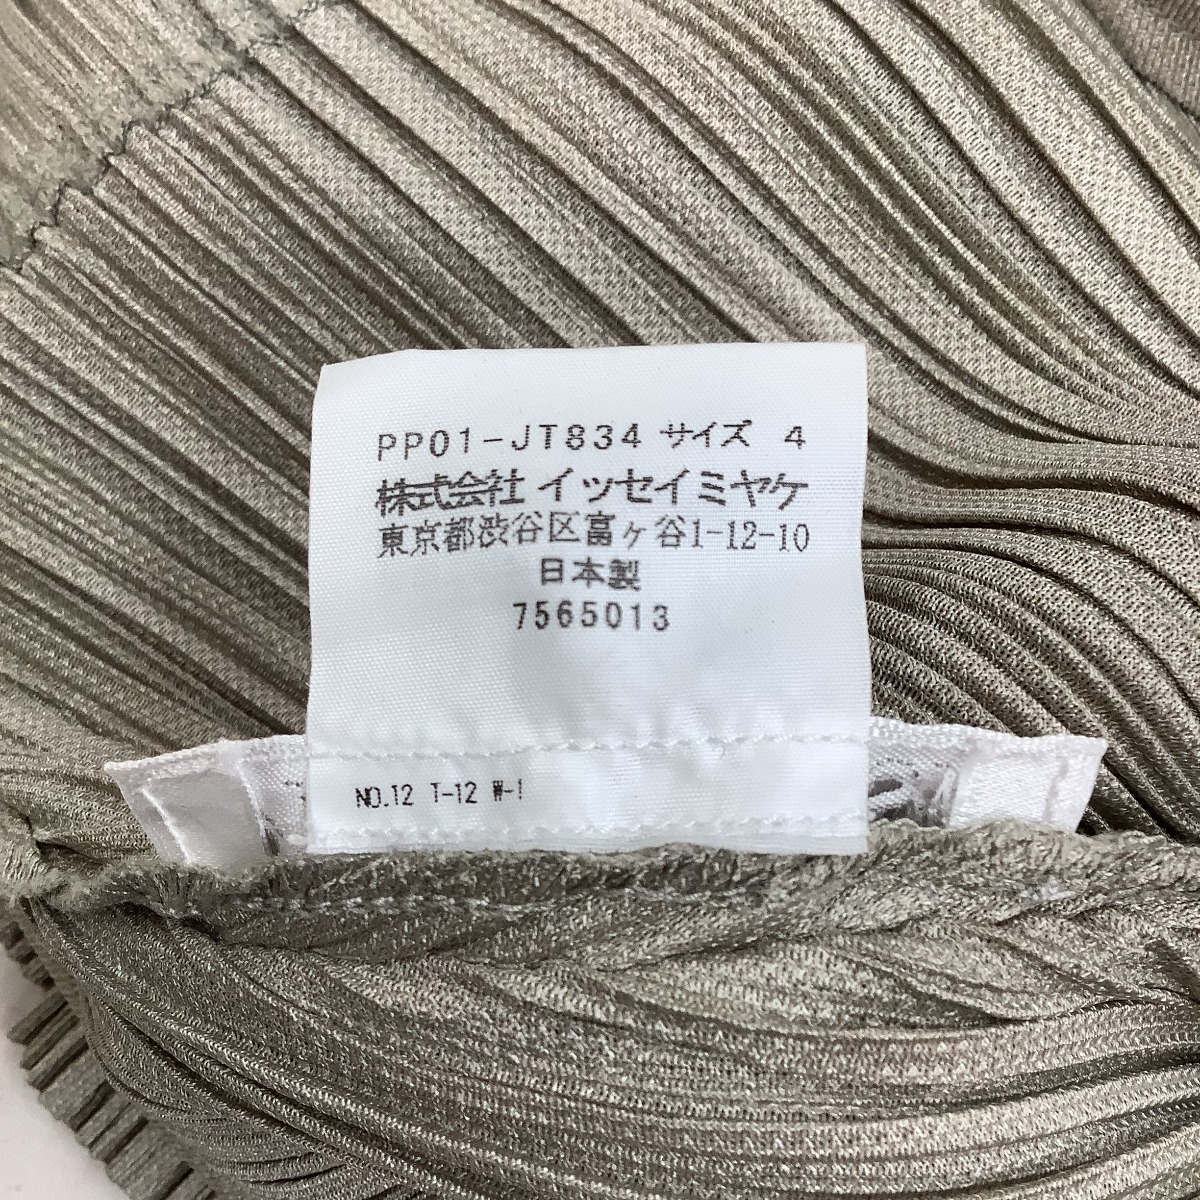 PP01-JT834 サイズ 4
株式会社 イッセイミヤケ
東京都渋谷区富ヶ谷1-12-10
日本製
7565013
NO.12 T-12 W-1